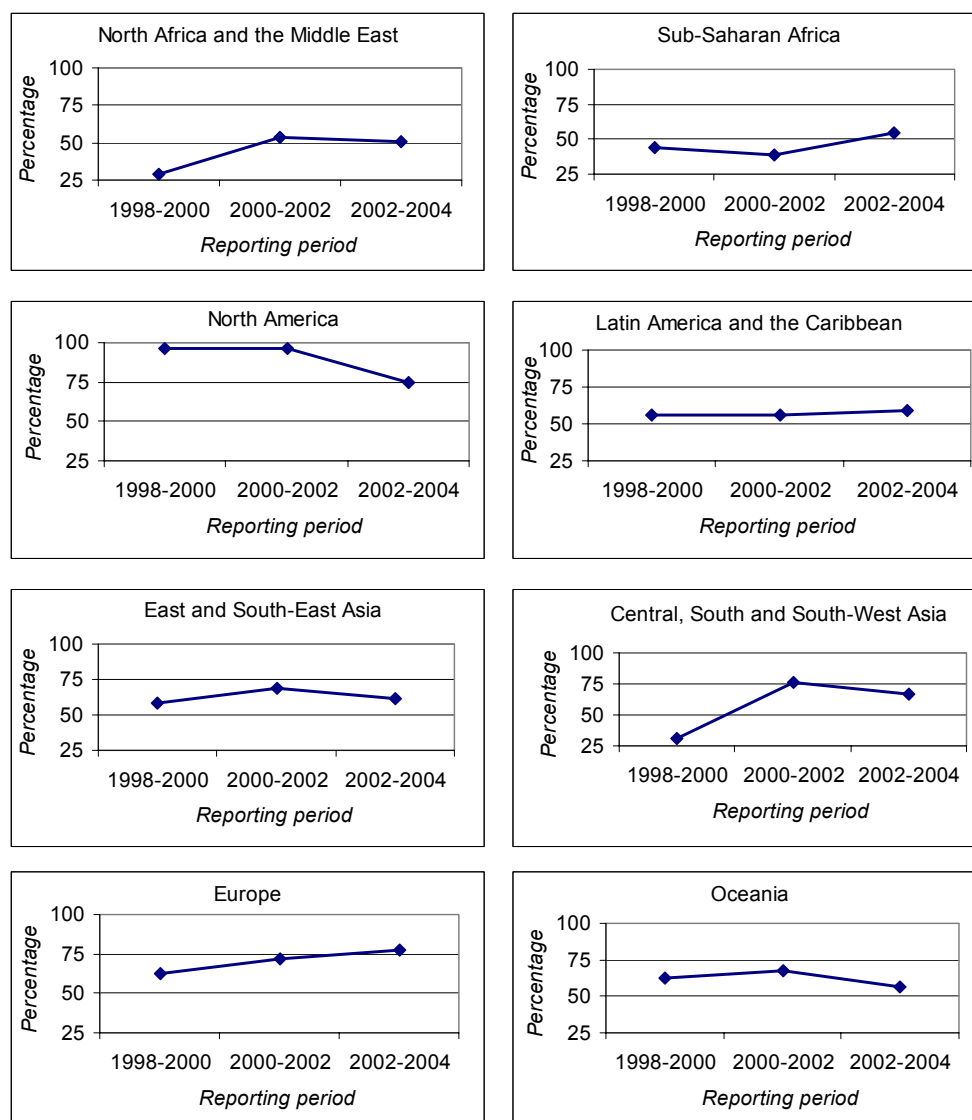 North Africa and the Middle East
Percentage
100
75
50
25
1998-2000 2000-2002 2002-2004
Reporting period
Sub-Saharan Africa
Percentage
100
75
50
25
1998-2000 2000-2002 2002-2004
Reporting period
North America
Percentage
100
75
50
25
1998-2000 2000-2002 2002-2004
Reporting period
Latin America and the Caribbean
Percentage
100
75
50
25
1998-2000 2000-2002 2002-2004
Reporting period
East and South-East Asia
Percentage
100
75
50
25
1998-2000 2000-2002 2002-2004
Reporting period
Central, South and South-West Asia
Percentage
100
75
50
25
1998-2000 2000-2002 2002-2004
Reporting period
Europe
Percentage
100
75
50
25
1998-2000 2000-2002 2002-2004
Reporting period
Oceania
Percentage
100
75
50
25
1998-2000 2000-2002 2002-2004
Reporting period